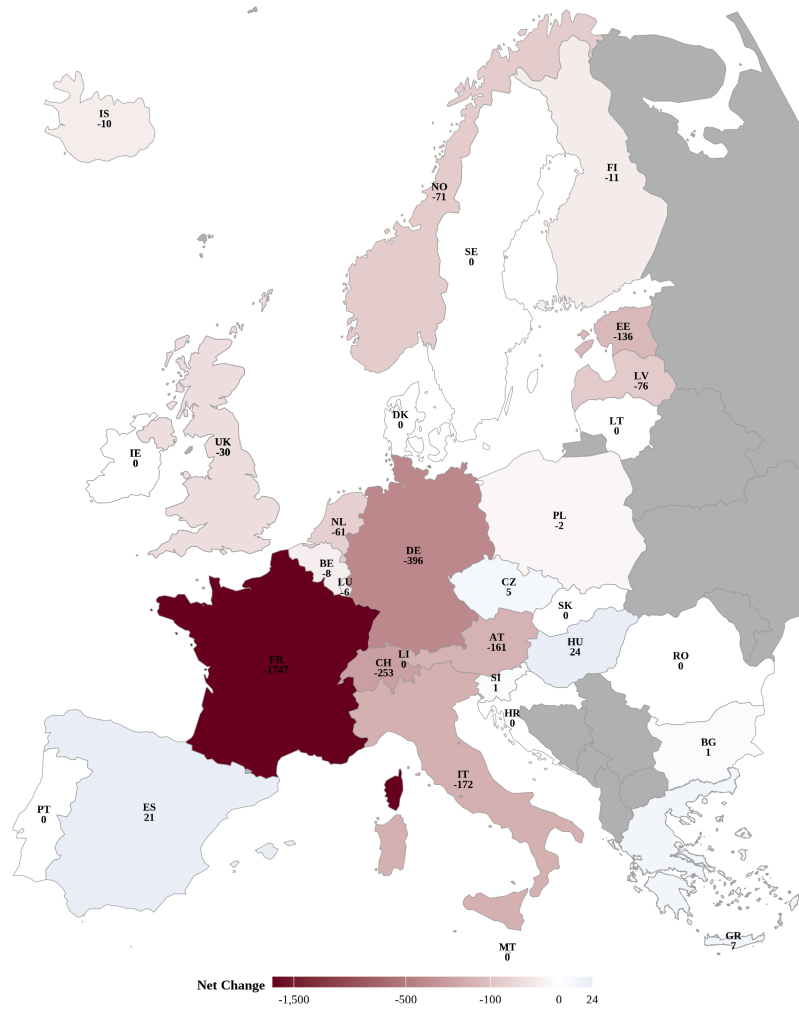 IS
-10
FI
-11
NO
-71
SE
0
EE
-136
LV
-76
DK
0
LT
0
UK
-30
IE
0
PL
-2
NL
-61
DE
-396
BE
-8
LU
-6
CZ
5
SK
0
AT
-161
HU
24
LI
0
CH
-253
FR
-1747
RO
0
SI
1
HR
0
BG
1
IT
-172
PT
0
ES
21
GR
7
MT
0
Net Change
-1,500 -500 -100 0 24